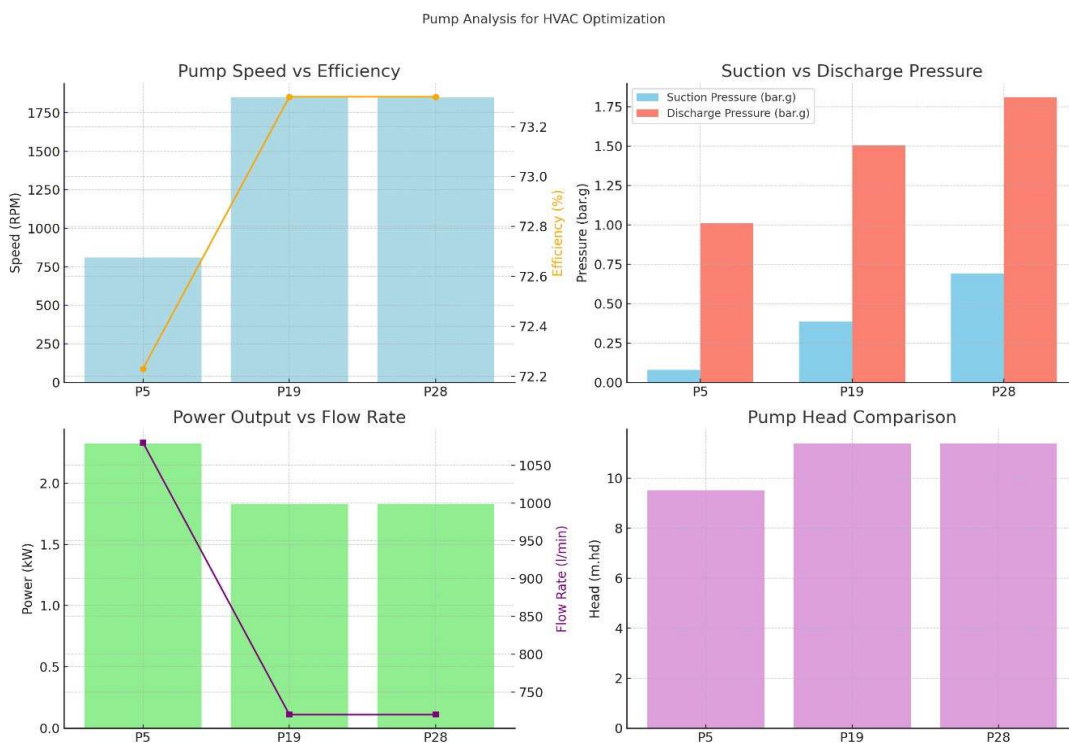 Pump Analysis for HVAC Optimization
Pump Speed vs Efficiency
1750
1500
1250
1000
750
500
250
0
Speed (RPM)
73.2
73.0
72.8
72.6
72.4
72.2
Efficiency (%)
P5
P19
P28
Suction vs Discharge Pressure
Suction Pressure (bar.g)
Discharge Pressure (bar.g)
1.75
1.50
1.25
1.00
0.75
0.50
0.25
0.00
Pressure (bar.g)
P5
P19
P28
Power Output vs Flow Rate
2.0
1.5
1.0
0.5
0.0
Power (kW)
1050
1000
950
900
850
800
750
Flow Rate (l/min)
P5
P19
P28
Pump Head Comparison
10
8
6
4
2
0
Head (m.hd)
P5
P19
P28